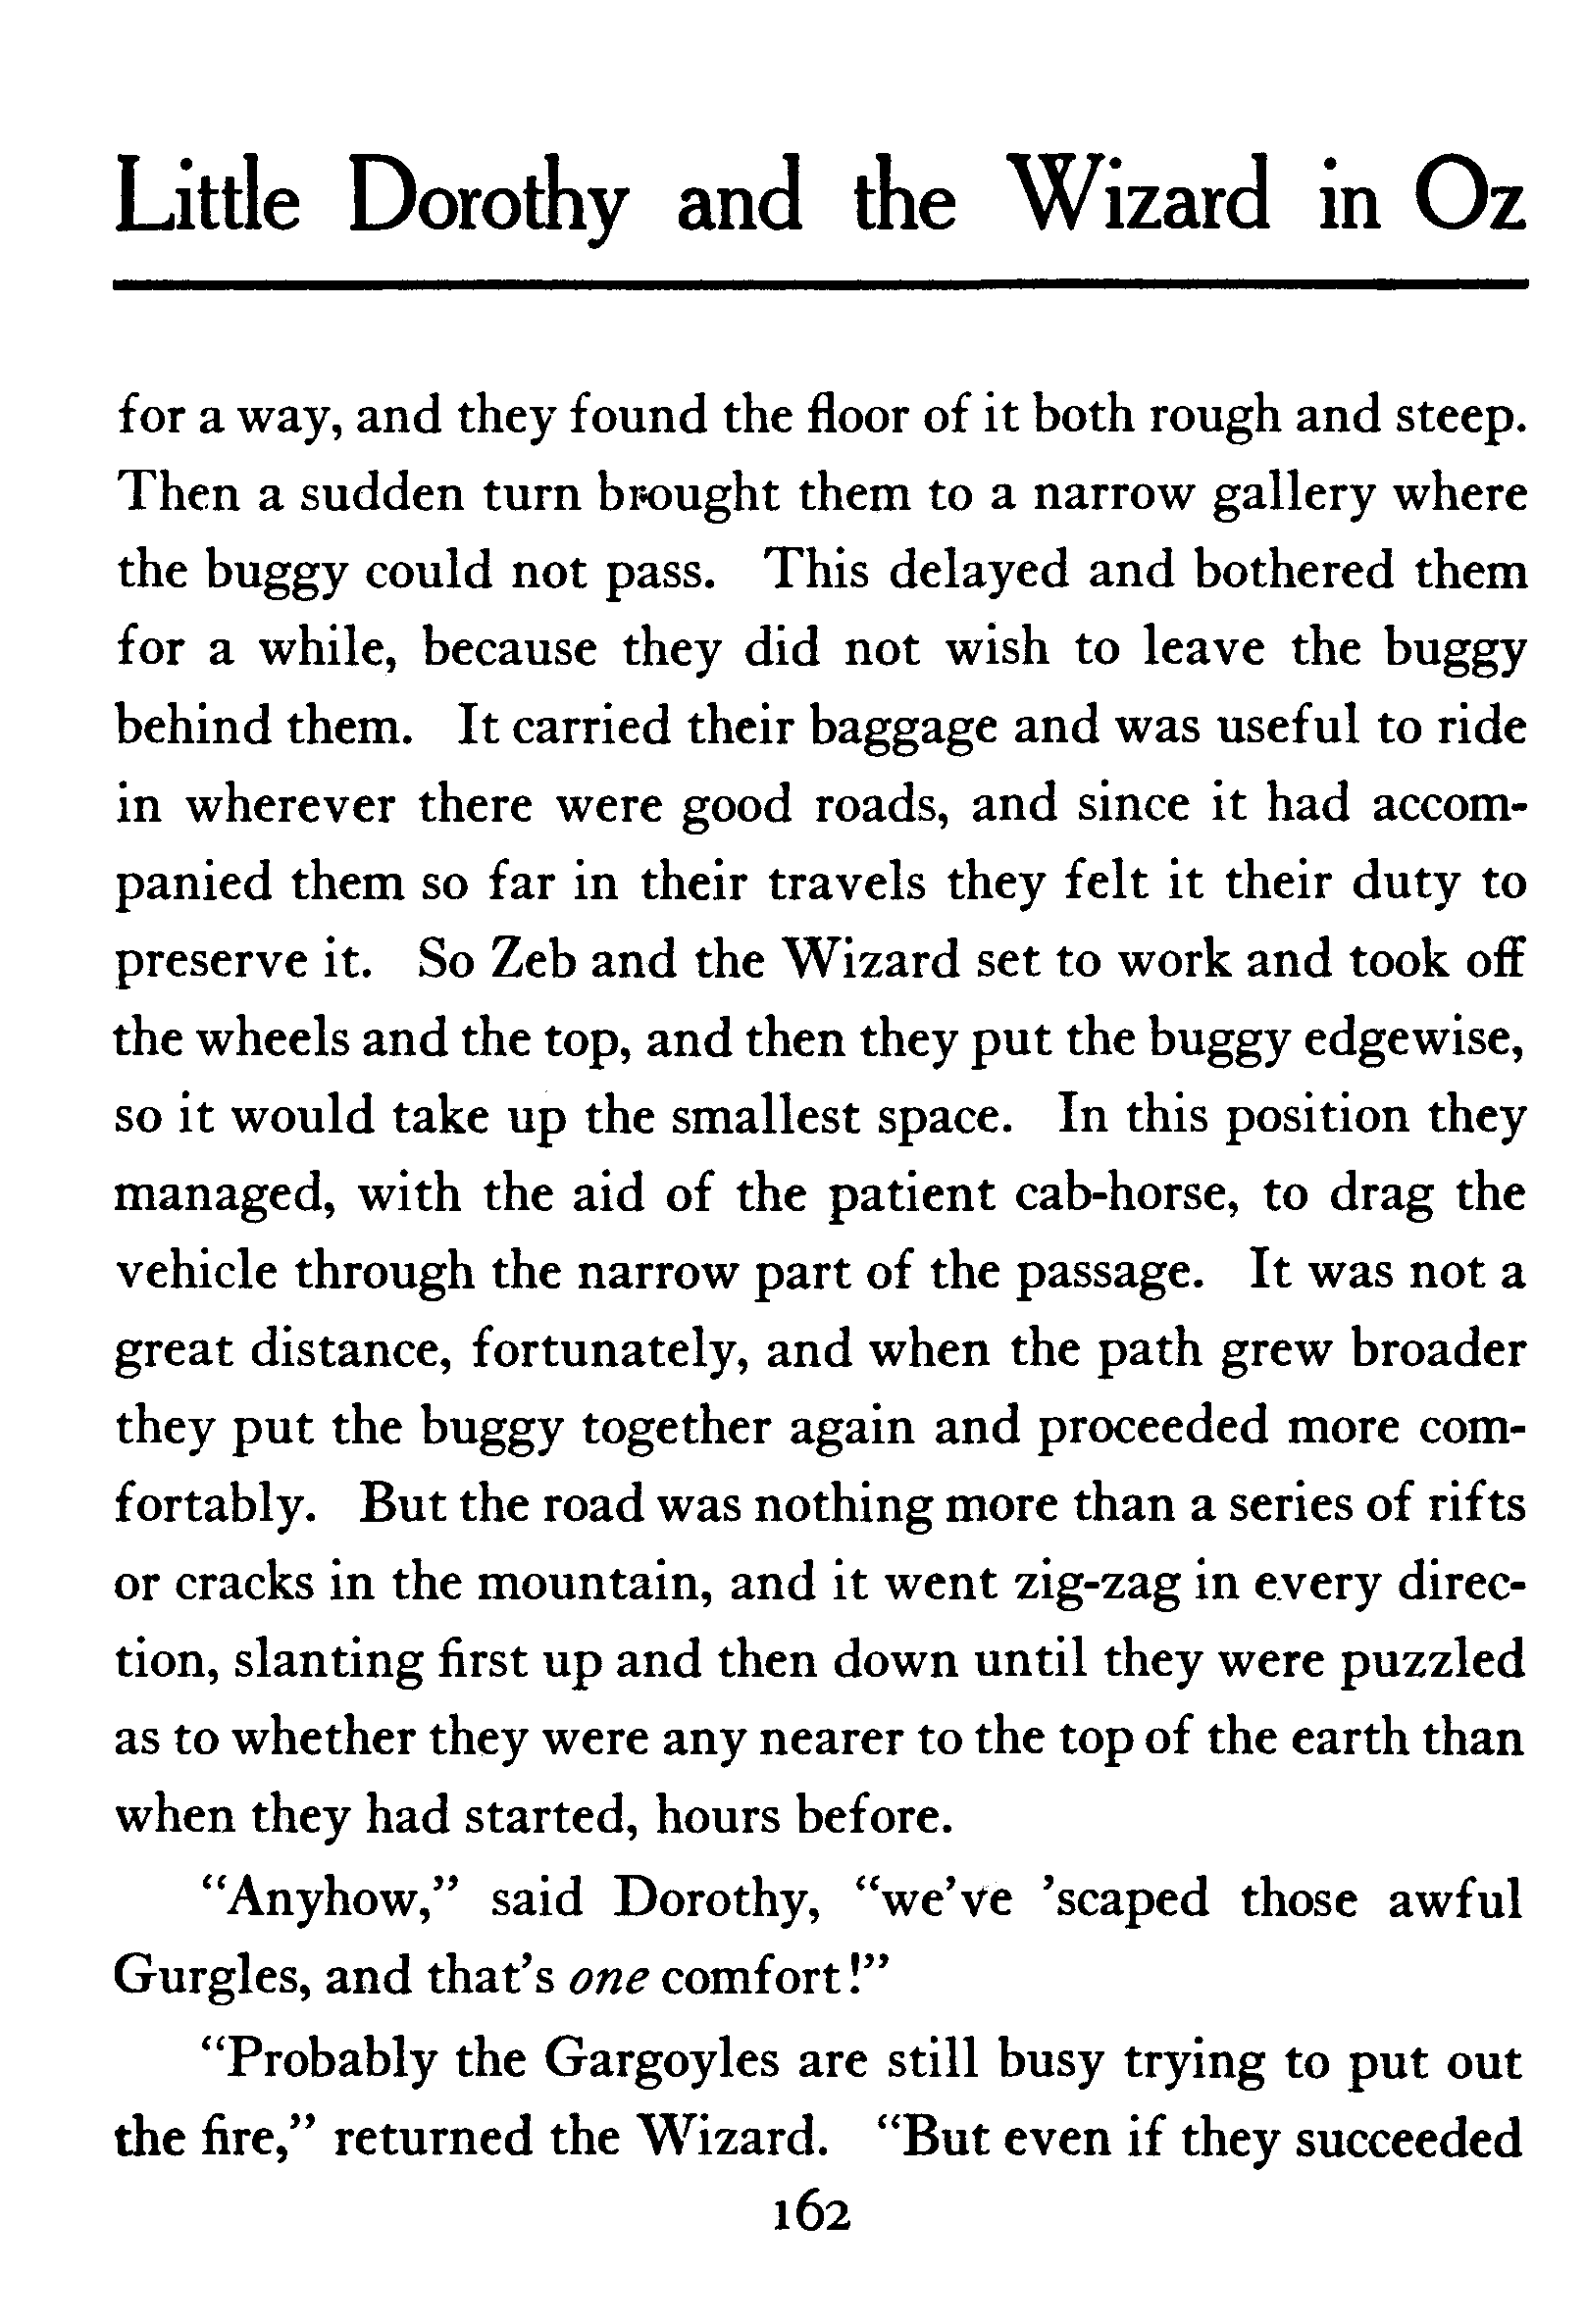 Little Dorothy and the Wizard in Oz
for a way, and they found the floor of it both rough and steep.
Then a sudden turn brought them to a narrow gallery where
the buggy could not pass. This delayed and bothered them
for a while, because they did not wish to leave the buggy
behind them. It carried their baggage and was useful to ride
in wherever there were good roads, and since it had accom-
panied them so far in their travels they felt it their duty to
preserve it. So Zeb and the Wizard set to work and took off
the wheels and the top, and then they put the buggy edgewise,
so it would take up the smallest space. In this position they
managed, with the aid of the patient cab-horse, to drag the
vehicle through the narrow part of the passage. It was not a
great distance, fortunately, and when the path grew broader
they put the buggy together again and proceeded more com-
fortably. But the road was nothing more than a series of rifts
or cracks in the mountain, and it went zig-zag in every direc-
tion, slanting first up and then down until they were puzzled
as to whether they were any nearer to the top of the earth than
when they had started, hours before.
“Anyhow,” said Dorothy, “we’ve ’scaped those awful
Gurgles, and that’s one comfort!”
“Probably the Gargoyles are still busy trying to put out
the fire,” returned the Wizard. “But even if they succeeded
162